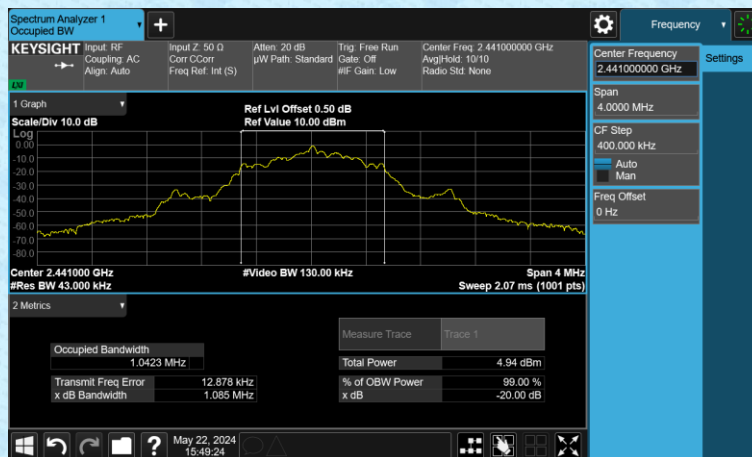 Spectrum Analyzer 1
Occupied BW
+
Frequency
KEYSIGHT
LXI
Input: RF
Coupling: AC
Align: Auto
Input Z: 50 Ω
Corr CCorr
Freq Ref: Int (S)
Atten: 20 dB
µW Path: Standard
Trig: Free Run
Gate: Off
#IF Gain: Low
Center Freq: 2.441000000 GHz
Avg|Hold: 10/10
Radio Std: None
Center Frequency
2.441000000 GHz
Settings
Span
4.0000 MHz
CF Step
400.000 kHz
Auto
Man
Freq Offset
0 Hz
1 Graph
Scale/Div 10.0 dB
Ref Lvl Offset 0.50 dB
Ref Value 10.00 dBm
Log
0.00
-10.0
-20.0
-30.0
-40.0
-50.0
-60.0
-70.0
-80.0
Center 2.441000 GHz
#Res BW 43.000 kHz
#Video BW 130.00 kHz
Span 4 MHz
Sweep 2.07 ms (1001 pts)
2 Metrics
Measure Trace Trace 1
Occupied Bandwidth
1.0423 MHz
Total Power 4.94 dBm
Transmit Freq Error 12.878 kHz
% of OBW Power 99.00 %
x dB Bandwidth 1.085 MHz
x dB -20.00 dB
?
May 22, 2024
15:49:24